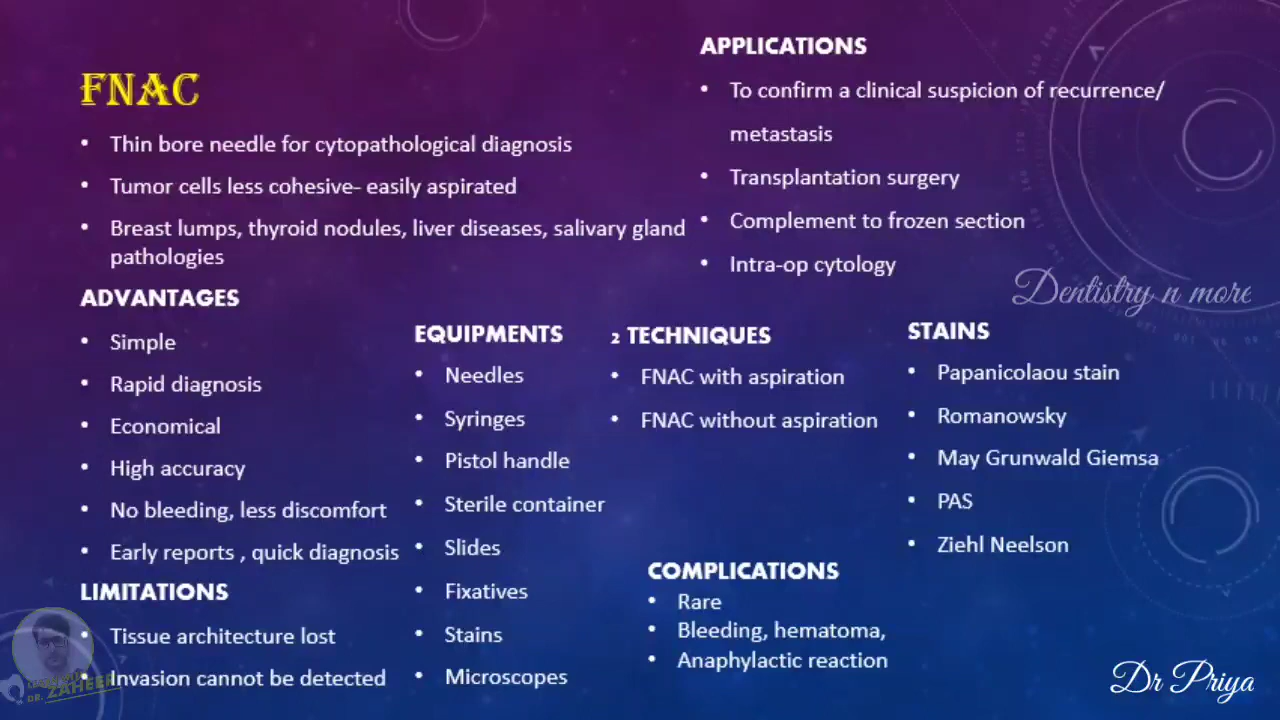 FNAC
• Thin bore needle for cytopathological diagnosis
• Tumor cells less cohesive- easily aspirated
• Breast lumps, thyroid nodules, liver diseases, salivary gland
pathologies
ADVANTAGES
• Simple
• Rapid diagnosis
• Economical
• High accuracy
• No bleeding, less discomfort
• Early reports , quick diagnosis
LIMITATIONS
• Tissue architecture lost
• Invasion cannot be detected
EQUIPMENTS
• Needles
• Syringes
• Pistol handle
• Sterile container
• Slides
• Fixatives
• Stains
• Microscopes
APPLICATIONS
• To confirm a clinical suspicion of recurrence/
metastasis
• Transplantation surgery
• Complement to frozen section
• Intra-op cytology
Dentistry n more
2 TECHNIQUES
• FNAC with aspiration
• FNAC without aspiration
STAINS
• Papanicolaou stain
• Romanowsky
• May Grunwald Giemsa
• PAS
• Ziehl Neelson
COMPLICATIONS
• Rare
• Bleeding, hematoma,
• Anaphylactic reaction
Dr Priya
DR. ZAHEER